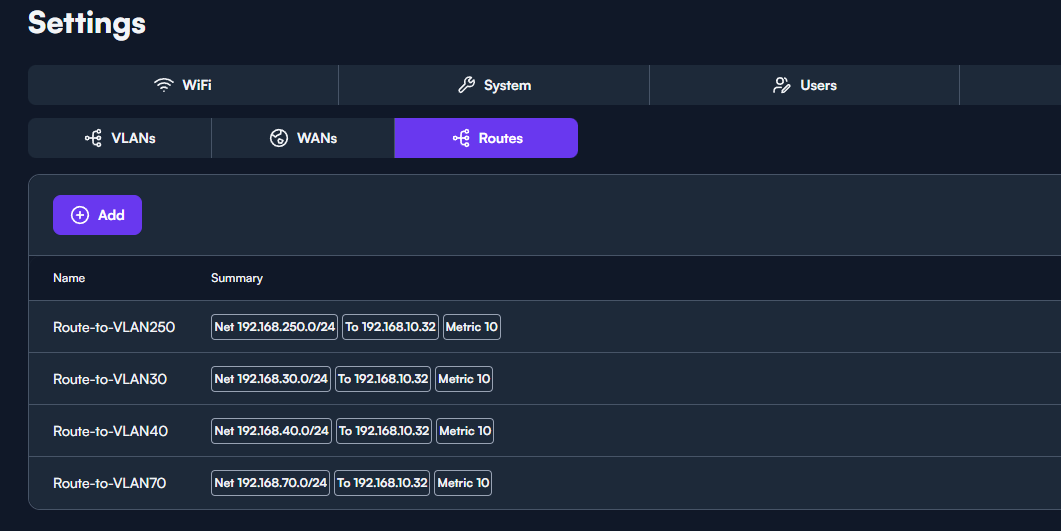 Settings
WiFi System Users
VLANs WANs Routes
Add
Name Summary
Route-to-VLAN250 Net 192.168.250.0/24 To 192.168.10.32 Metric 10
Route-to-VLAN30 Net 192.168.30.0/24 To 192.168.10.32 Metric 10
Route-to-VLAN40 Net 192.168.40.0/24 To 192.168.10.32 Metric 10
Route-to-VLAN70 Net 192.168.70.0/24 To 192.168.10.32 Metric 10